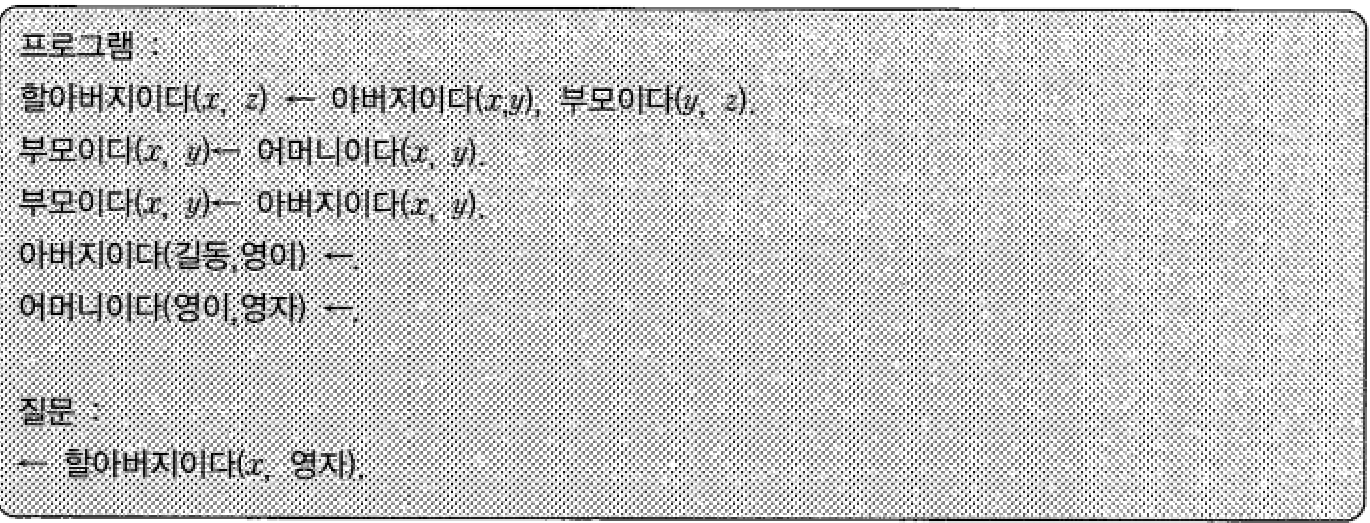 프로그램 :
할아버지이다(x, z) ← 아버지이다(x,y), 부모이다(y, z).
부모이다(x, y)← 어머니이다(x, y).
부모이다(x, y)← 아버지이다(x, y).
아버지이다(길동,영이) ←.
어머니이다(영이,영자) ←.
질문 :
← 할아버지이다(x, 영자).